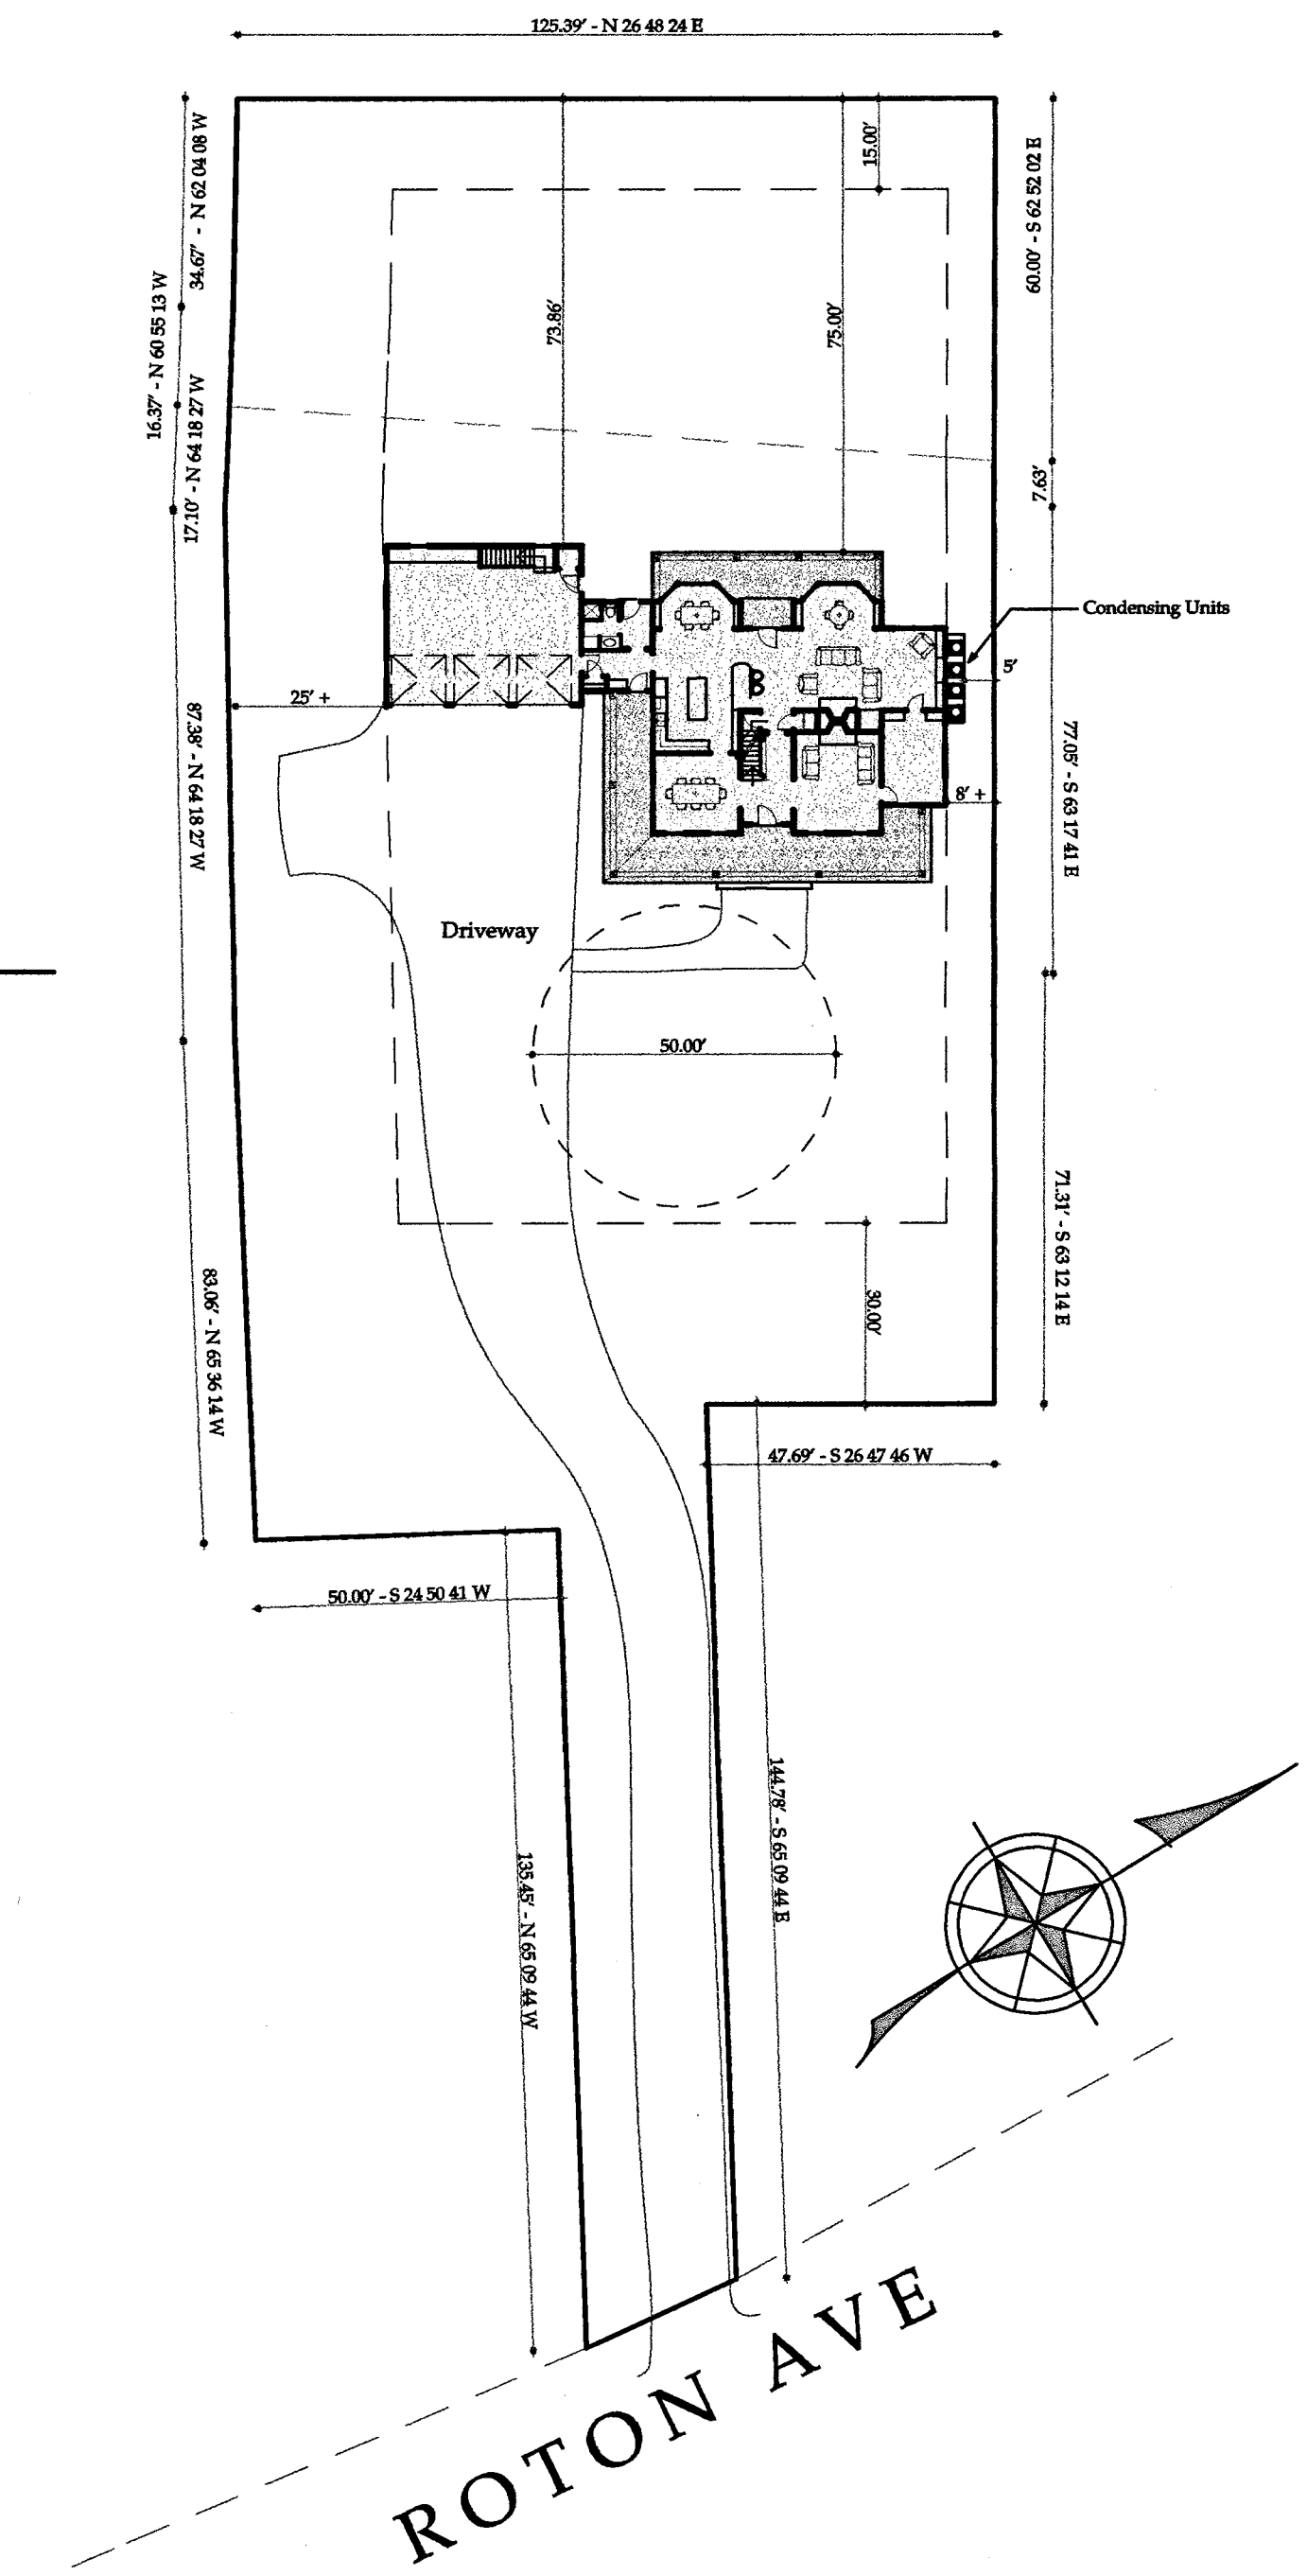 125.39' - N 26 48 24 E
34.67' - N 62 04 08 W
15.00'
60.00' - S 62 52 02 E
16.37' - N 60 55 13 W
73.86'
75.00'
17.10' - N 64 18 27 W
7.63'
Condensing Units
5'
25' +
87.38' - N 64 18 27 W
77.05' - S 63 17 41 E
8' +
Driveway
50.00'
71.31' - S 63 12 14 E
83.06' - N 65 36 14 W
30.00'
47.69' - S 26 47 46 W
50.00' - S 24 50 41 W
144.78' - S 65 09 44 E
135.45' - N 65 09 44 W
ROTON AVE